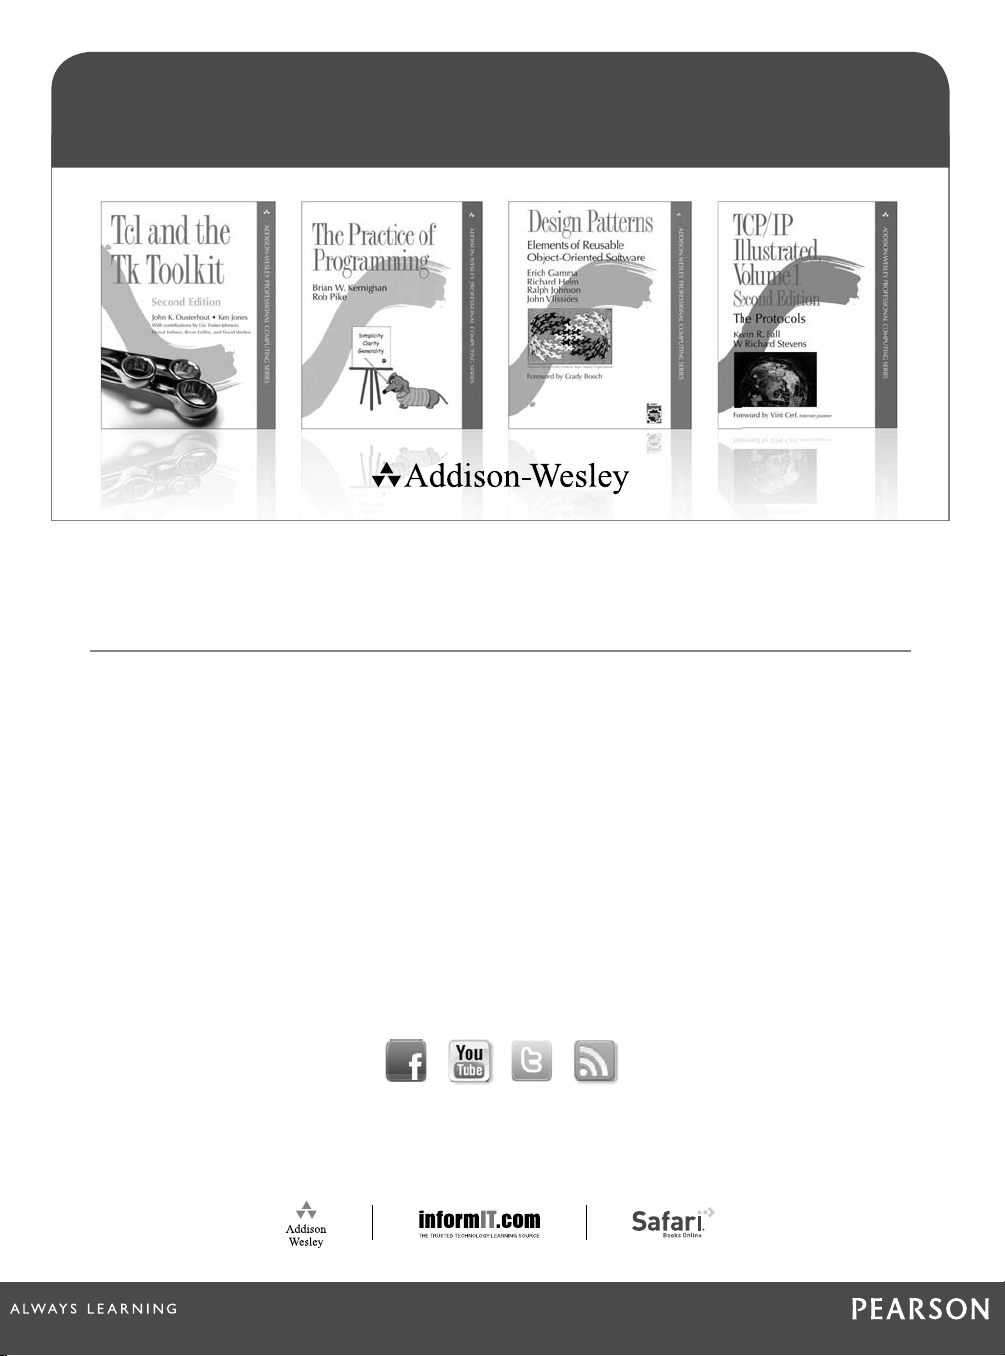 Tcl and the
Tk Toolkit
Second Edition
John K. Ousterhout • Ken Jones
With contributions by Eric Foster-Johnson,
Donal Fellows, Brian Griffin, and David Welton
ADDISON-WESLEY PROFESSIONAL COMPUTING SERIES
The Practice of
Programming
Brian W. Kernighan
Rob Pike
Simplicity
Clarity
Generality
ADDISON-WESLEY PROFESSIONAL COMPUTING SERIES
Design Patterns
Elements of Reusable
Object-Oriented Software
Erich Gamma
Richard Helm
Ralph Johnson
John Vlissides
Foreword by Grady Booch
ADDISON-WESLEY PROFESSIONAL COMPUTING SERIES
TCP/IP
Illustrated,
Volume 1
Second Edition
The Protocols
Kevin R. Fall
W. Richard Stevens
Foreword by Vint Cerf, Internet pioneer
ADDISON-WESLEY PROFESSIONAL COMPUTING SERIES
Addison-Wesley
f
You
Tube
t
Addison
Wesley
informIT.com
THE TRUSTED TECHNOLOGY LEARNING SOURCE
Safari
Books Online
ALWAYS LEARNING
PEARSON